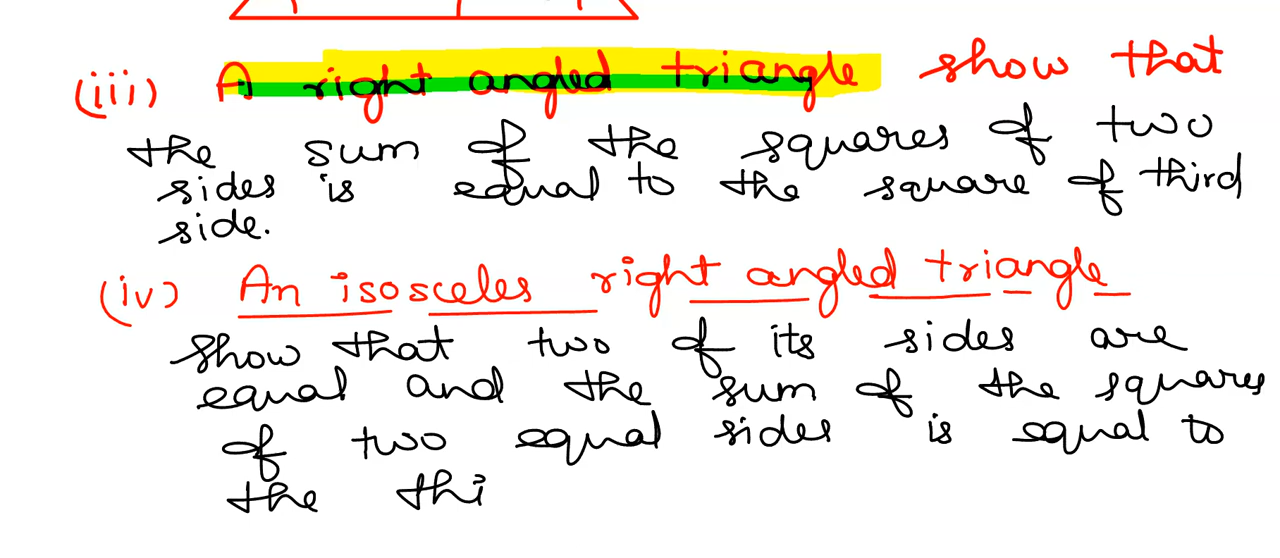 (iii) A right angled triangle show that
the sum of the squares of two
sides is equal to the square of third
side.
(iv) An isosceles right angled triangle
show that two of its sides are
equal and the sum of the squares
of two equal sides is equal to
the thi